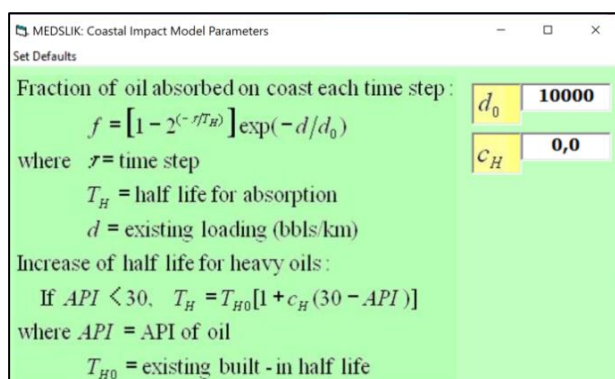 MEDSLIK: Coastal Impact Model Parameters
Set Defaults
Fraction of oil absorbed on coast each time step :
f = [1 − 2^(− 𝒯/T_H)] exp(−d/d_0)
where 𝒯 = time step
T_H = half life for absorption
d = existing loading (bbls/km)
Increase of half life for heavy oils :
If API < 30, T_H = T_H0[1 + c_H (30 − API)]
where API = API of oil
T_H0 = existing built - in half life
d_0 10000
c_H 0,0